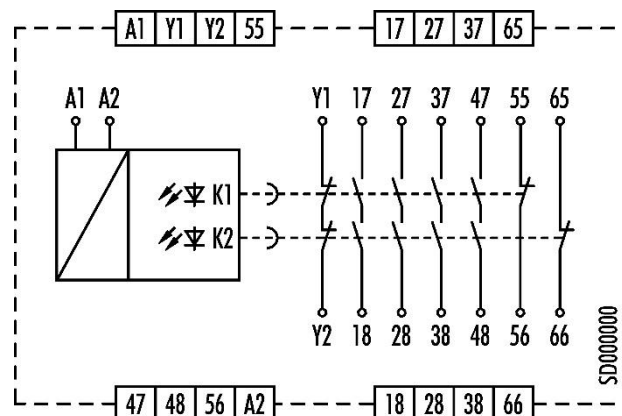 A1 Y1 Y2 55 17 27 37 65
A1 A2 Y1 17 27 37 47 55 65
K1
K2
Y2 18 28 38 48 56 66
SD000000
47 48 56 A2 18 28 38 66